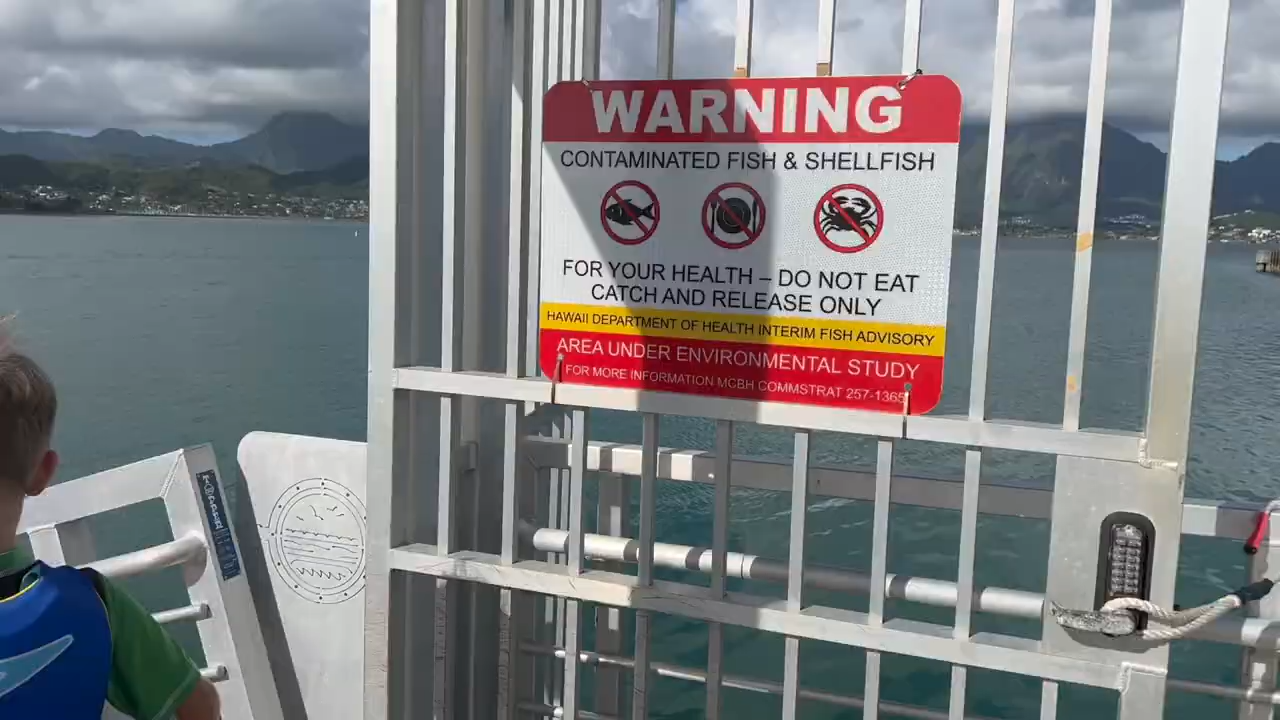 WARNING
CONTAMINATED FISH & SHELLFISH
FOR YOUR HEALTH – DO NOT EAT
CATCH AND RELEASE ONLY
HAWAII DEPARTMENT OF HEALTH INTERIM FISH ADVISORY
AREA UNDER ENVIRONMENTAL STUDY
FOR MORE INFORMATION MCBH COMMSTRAT 257-1365